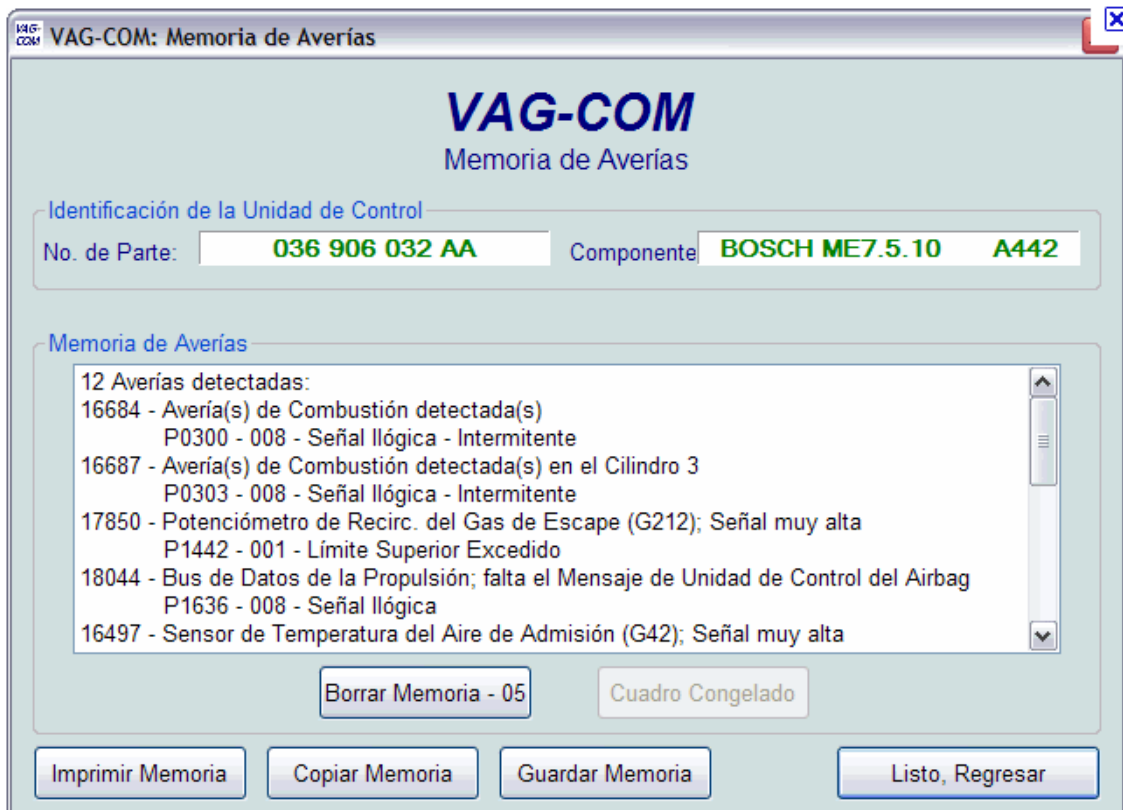 VAG-COM VAG-COM: Memoria de Averías
VAG-COM
Memoria de Averías
Identificación de la Unidad de Control
No. de Parte: 036 906 032 AA Componente BOSCH ME7.5.10 A442
Memoria de Averías
12 Averías detectadas:
16684 - Avería(s) de Combustión detectada(s)
P0300 - 008 - Señal Ilógica - Intermitente
16687 - Avería(s) de Combustión detectada(s) en el Cilindro 3
P0303 - 008 - Señal Ilógica - Intermitente
17850 - Potenciómetro de Recirc. del Gas de Escape (G212); Señal muy alta
P1442 - 001 - Límite Superior Excedido
18044 - Bus de Datos de la Propulsión; falta el Mensaje de Unidad de Control del Airbag
P1636 - 008 - Señal Ilógica
16497 - Sensor de Temperatura del Aire de Admisión (G42); Señal muy alta
Borrar Memoria - 05 Cuadro Congelado
Imprimir Memoria Copiar Memoria Guardar Memoria Listo, Regresar